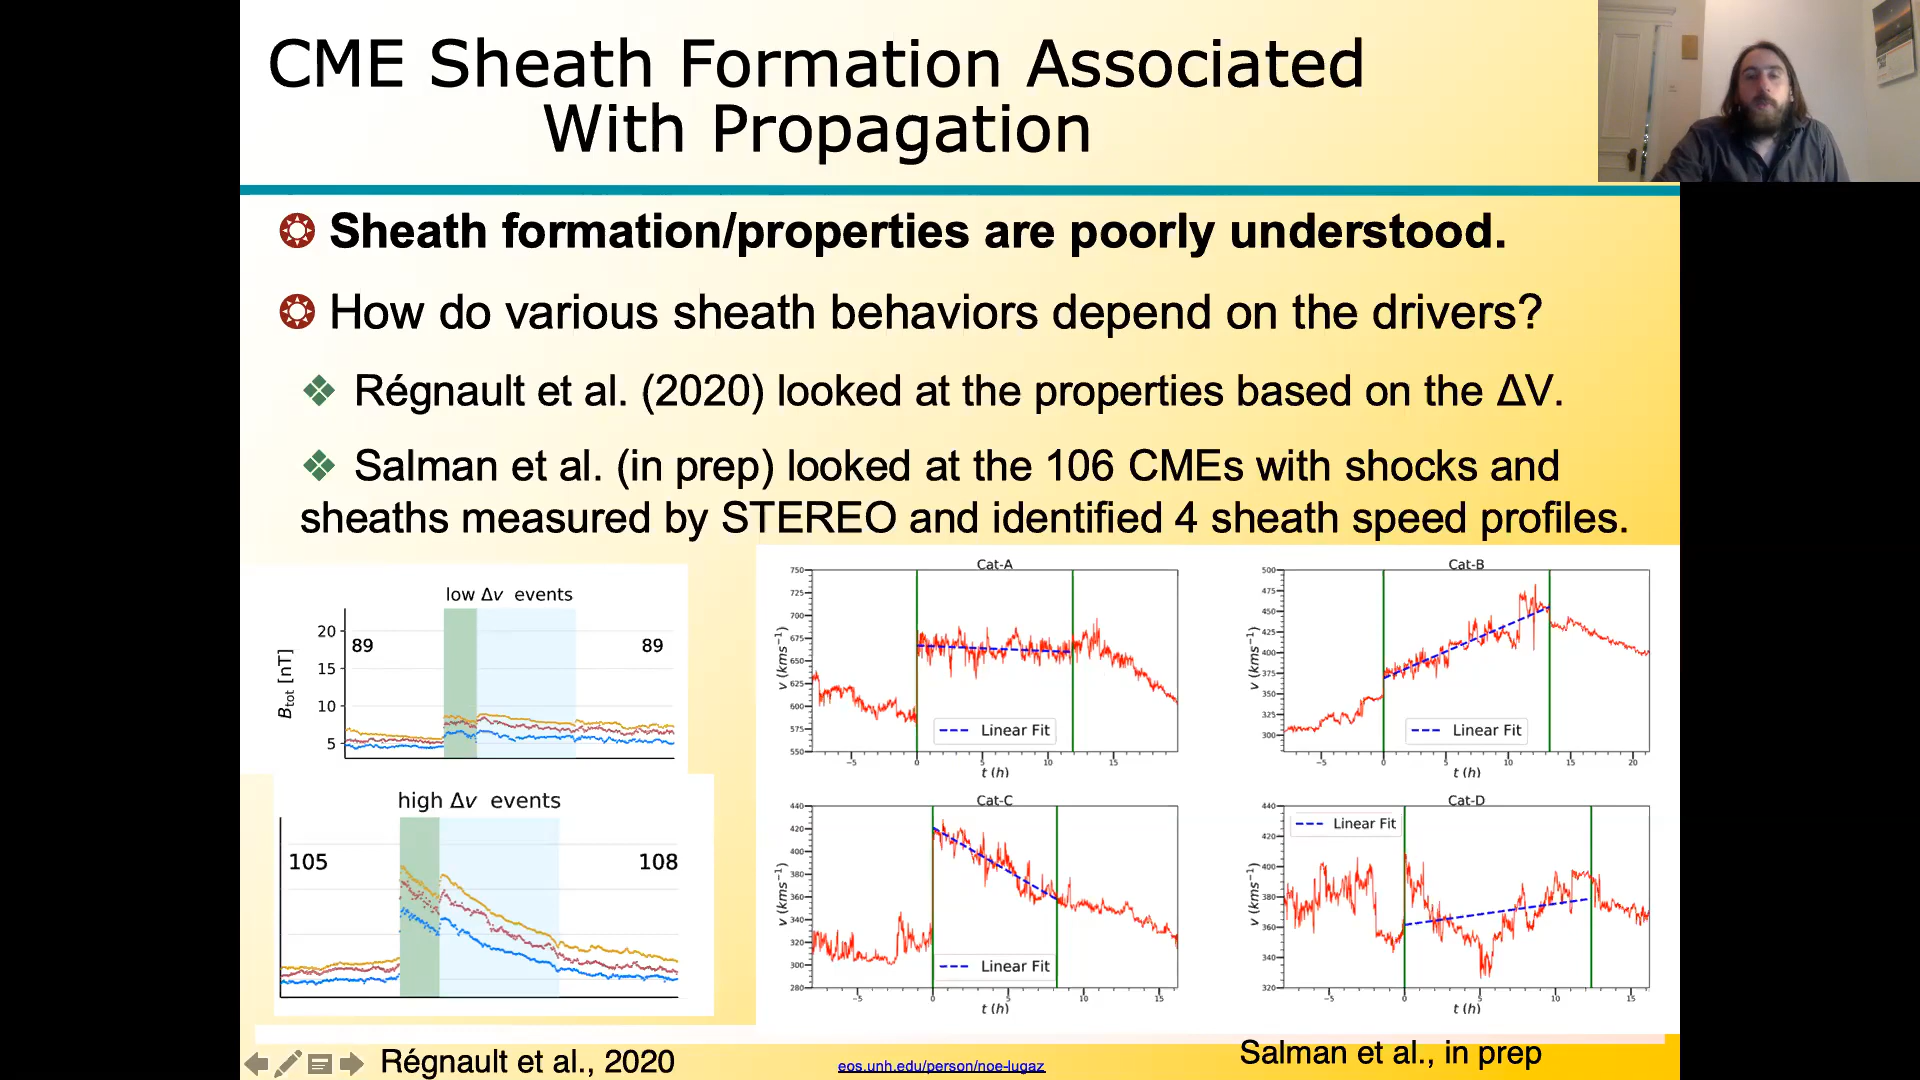 CME Sheath Formation Associated
With Propagation
Sheath formation/properties are poorly understood.
How do various sheath behaviors depend on the drivers?
Régnault et al. (2020) looked at the properties based on the ΔV.
Salman et al. (in prep) looked at the 106 CMEs with shocks and
sheaths measured by STEREO and identified 4 sheath speed profiles.
low Δv events
20
15
10
5
B_tot [nT]
89
89
high Δv events
105
108
Cat-A
750
725
700
675
650
625
600
575
550
v (kms⁻¹)
Linear Fit
−5 0 5 10 15
t (h)
Cat-B
500
475
450
425
400
375
350
325
300
v (kms⁻¹)
Linear Fit
−5 0 5 10 15 20
t (h)
Cat-C
440
420
400
380
360
340
320
300
280
v (kms⁻¹)
Linear Fit
−5 0 5 10 15
t (h)
Cat-D
440
420
400
380
360
340
320
v (kms⁻¹)
Linear Fit
−5 0 5 10 15
t (h)
Régnault et al., 2020
eos.unh.edu/person/noe-lugaz
Salman et al., in prep